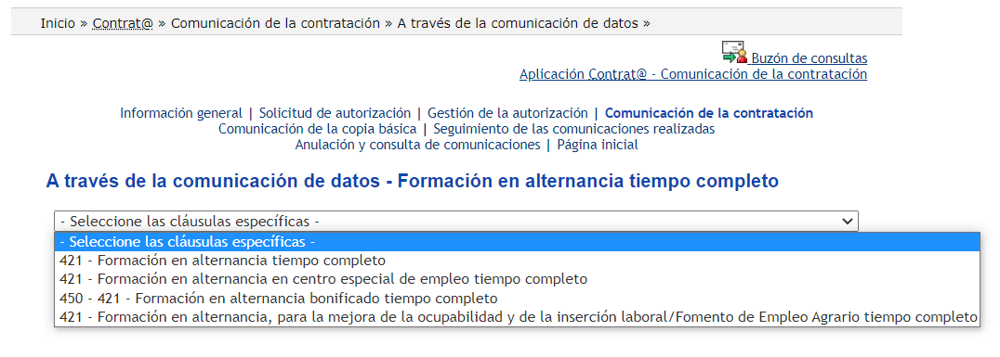 Inicio » Contrat@ » Comunicación de la contratación » A través de la comunicación de datos »
Buzón de consultas
Aplicación Contrat@ - Comunicación de la contratación
Información general | Solicitud de autorización | Gestión de la autorización | Comunicación de la contratación
Comunicación de la copia básica | Seguimiento de las comunicaciones realizadas
Anulación y consulta de comunicaciones | Página inicial
A través de la comunicación de datos - Formación en alternancia tiempo completo
- Seleccione las cláusulas específicas -
- Seleccione las cláusulas específicas -
421 - Formación en alternancia tiempo completo
421 - Formación en alternancia en centro especial de empleo tiempo completo
450 - 421 - Formación en alternancia bonificado tiempo completo
421 - Formación en alternancia, para la mejora de la ocupabilidad y de la inserción laboral/Fomento de Empleo Agrario tiempo completo